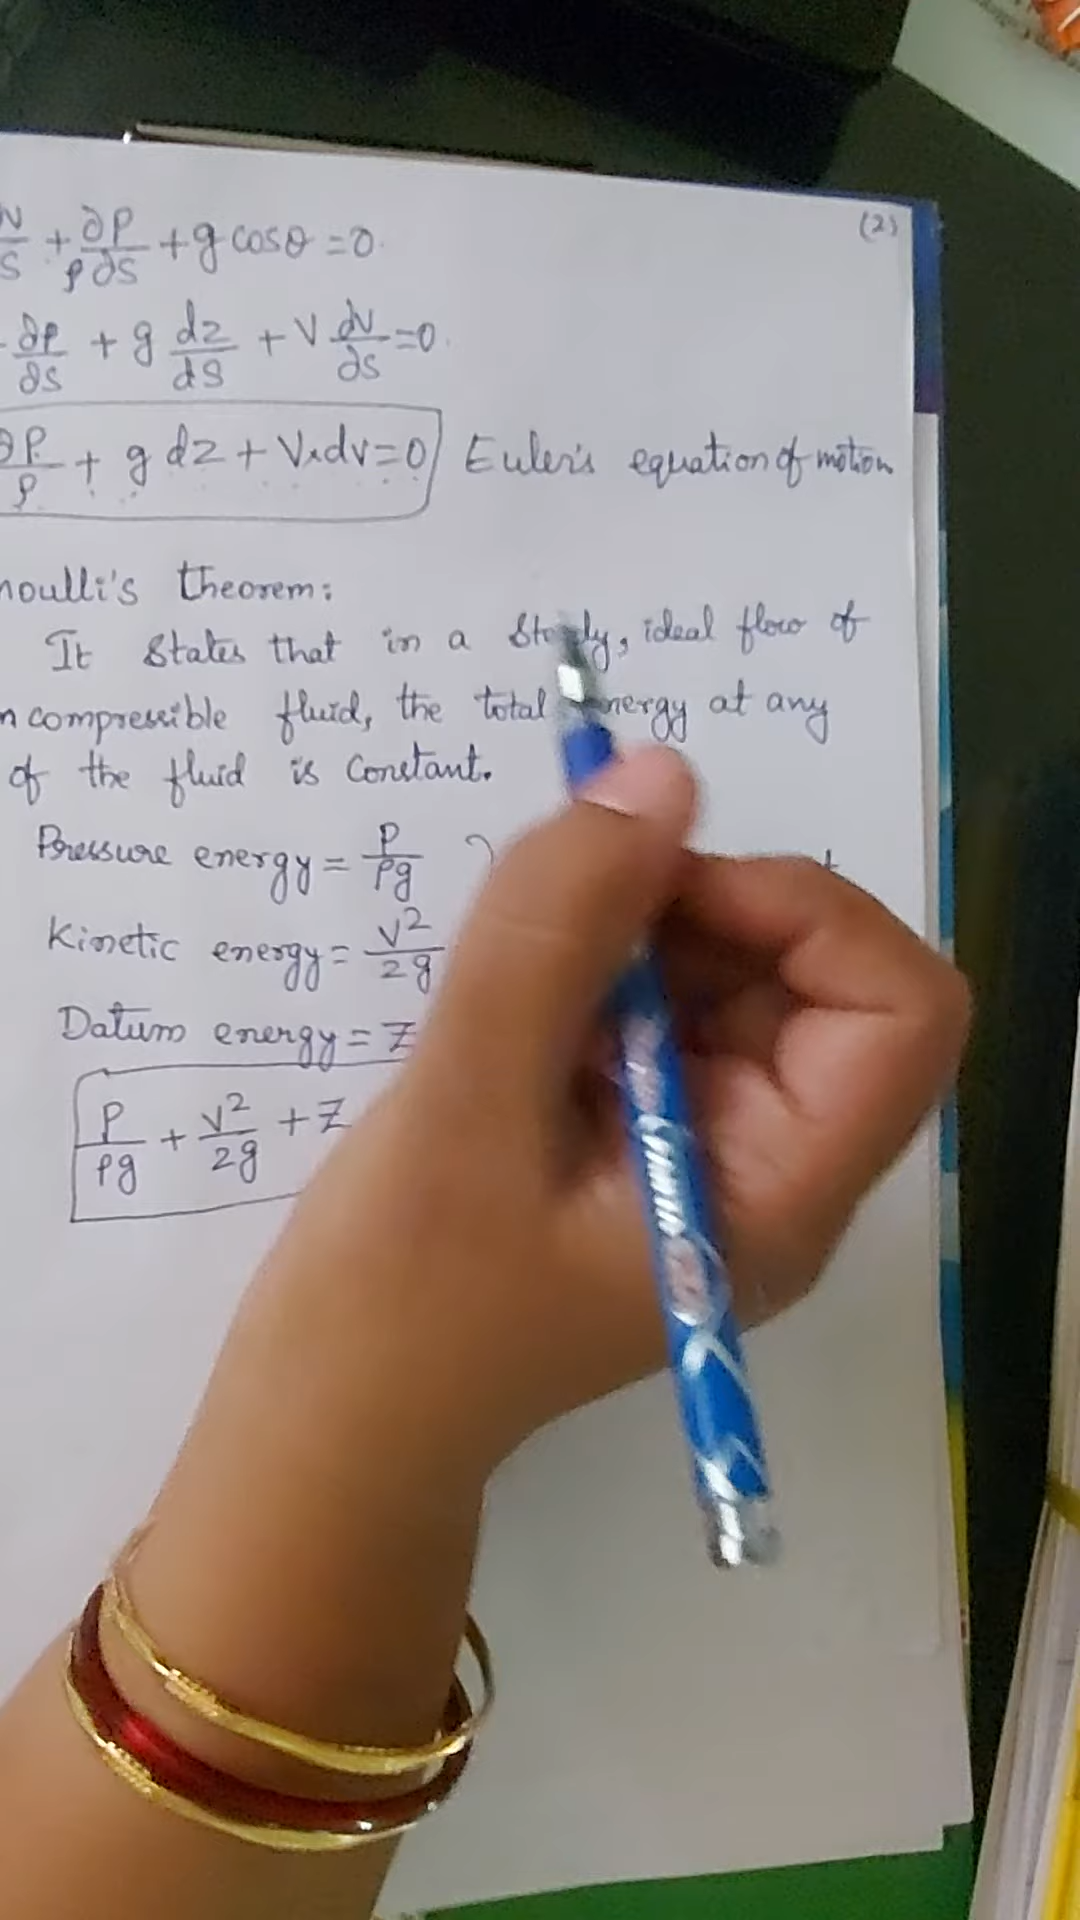 (2)
+ ∂P/ρ∂S + g cosθ = 0.
∂P/∂S + g dz/ds + V ∂V/∂S = 0.
∂P/ρ + g dz + V×dv = 0 Euler's equation of motion
noulli's theorem:
It states that in a steady, ideal flow of
compressible fluid, the total energy at any
of the fluid is Constant.
Pressure energy = P/ρg
Kinetic energy = V²/2g
Datum energy = Z
P/ρg + V²/2g + Z